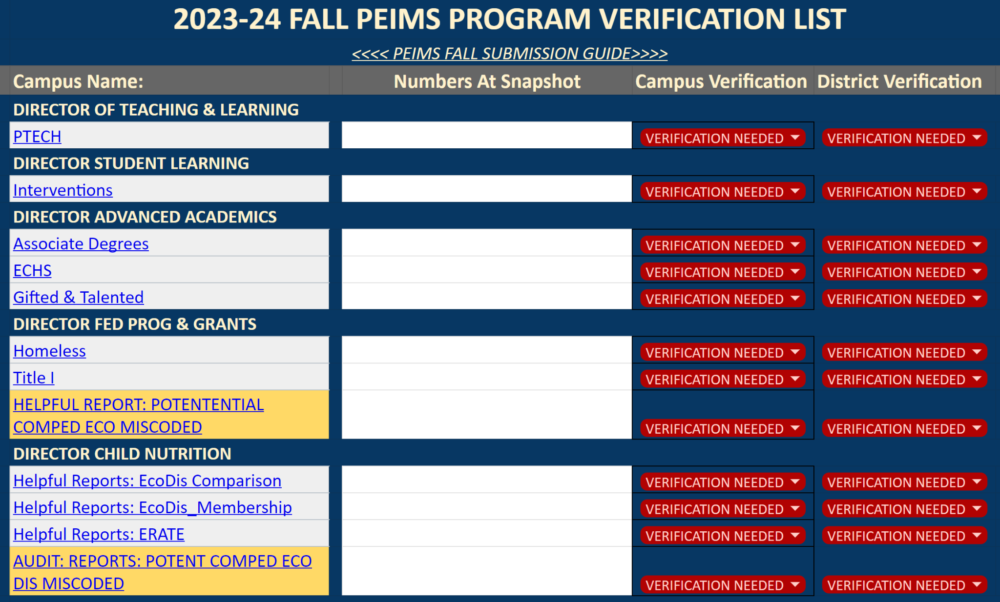 2023-24 FALL PEIMS PROGRAM VERIFICATION LIST
<<<< PEIMS FALL SUBMISSION GUIDE>>>>
Campus Name: Numbers At Snapshot Campus Verification District Verification
DIRECTOR OF TEACHING & LEARNING
PTECH VERIFICATION NEEDED VERIFICATION NEEDED
DIRECTOR STUDENT LEARNING
Interventions VERIFICATION NEEDED VERIFICATION NEEDED
DIRECTOR ADVANCED ACADEMICS
Associate Degrees VERIFICATION NEEDED VERIFICATION NEEDED
ECHS VERIFICATION NEEDED VERIFICATION NEEDED
Gifted & Talented VERIFICATION NEEDED VERIFICATION NEEDED
DIRECTOR FED PROG & GRANTS
Homeless VERIFICATION NEEDED VERIFICATION NEEDED
Title I VERIFICATION NEEDED VERIFICATION NEEDED
HELPFUL REPORT: POTENTENTIAL
COMPED ECO MISCODED VERIFICATION NEEDED VERIFICATION NEEDED
DIRECTOR CHILD NUTRITION
Helpful Reports: EcoDis Comparison VERIFICATION NEEDED VERIFICATION NEEDED
Helpful Reports: EcoDis_Membership VERIFICATION NEEDED VERIFICATION NEEDED
Helpful Reports: ERATE VERIFICATION NEEDED VERIFICATION NEEDED
AUDIT: REPORTS: POTENT COMPED ECO
DIS MISCODED VERIFICATION NEEDED VERIFICATION NEEDED